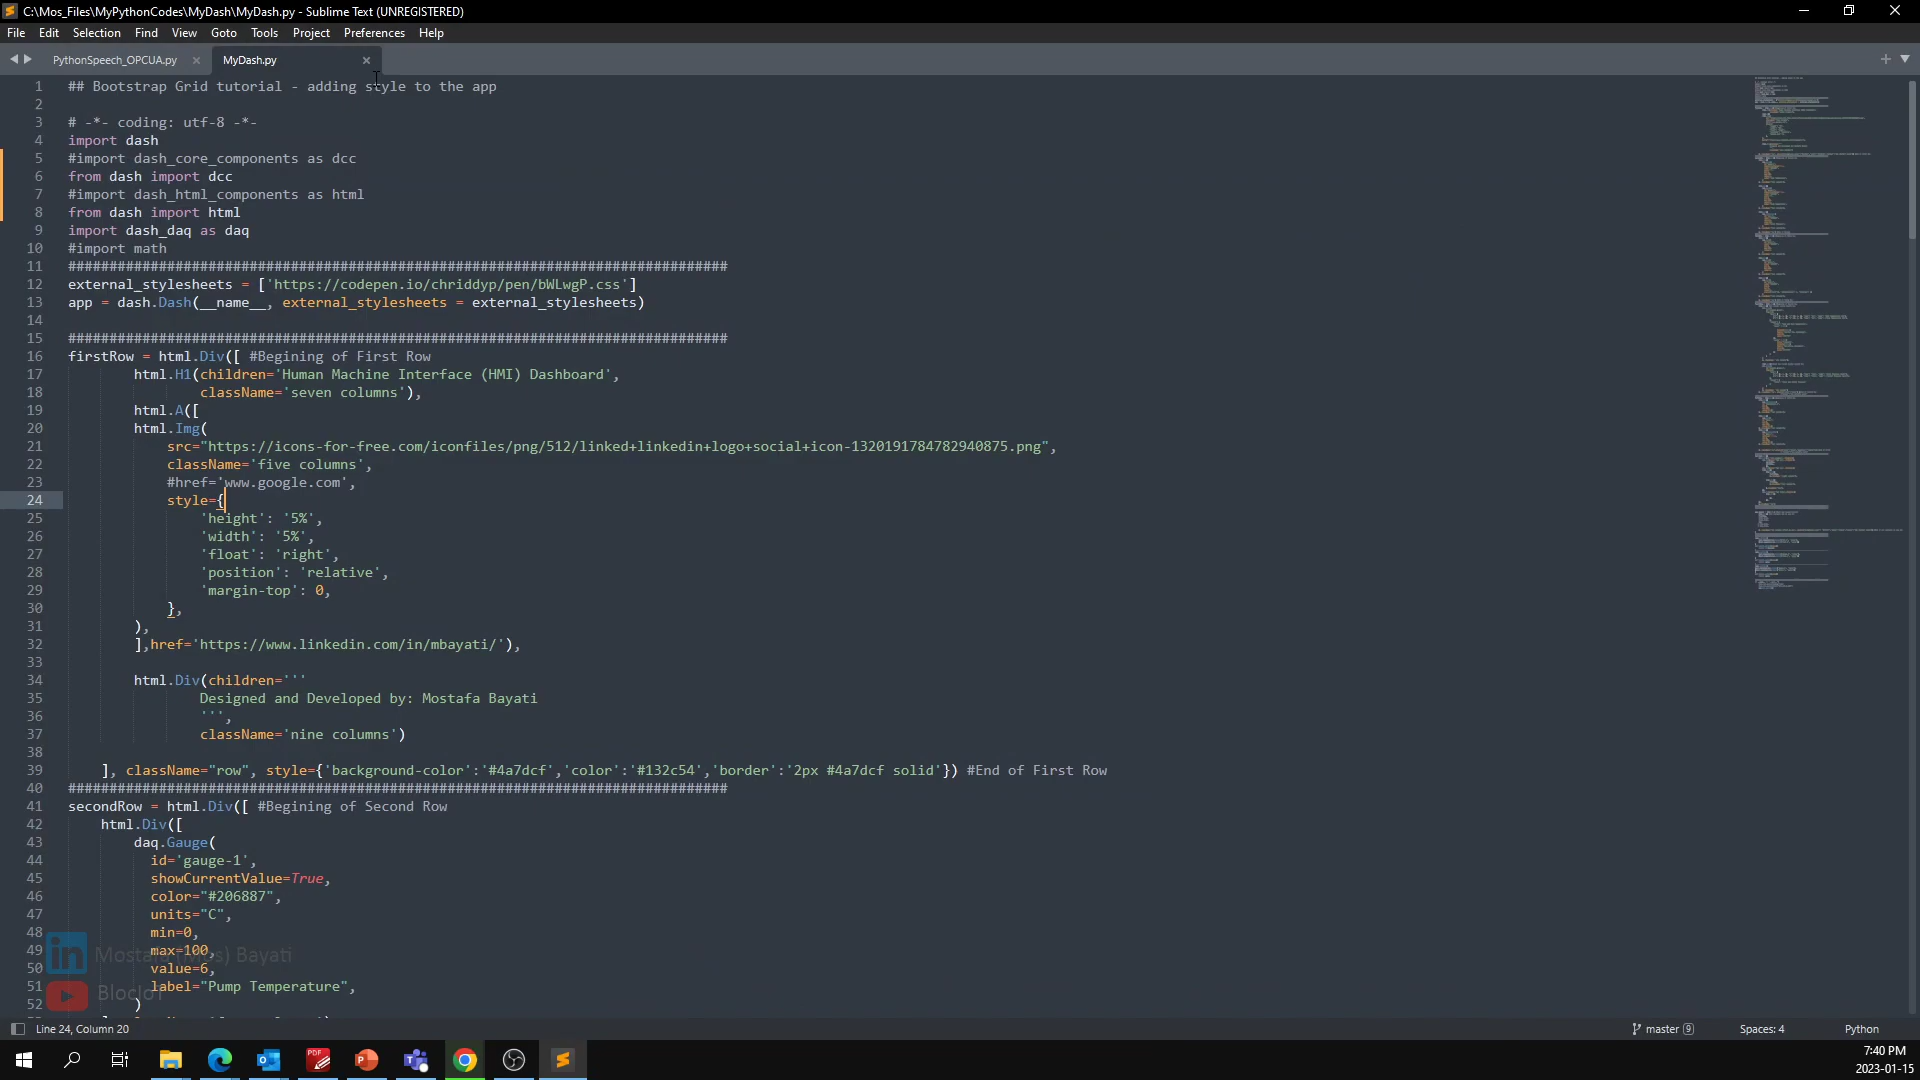 C:\Mos_Files\MyPythonCodes\MyDash\MyDash.py - Sublime Text (UNREGISTERED)
File Edit Selection Find View Goto Tools Project Preferences Help
PythonSpeech_OPCUA.py MyDash.py
1 ## Bootstrap Grid tutorial - adding style to the app
2
3 # -*- coding: utf-8 -*-
4 import dash
5 #import dash_core_components as dcc
6 from dash import dcc
7 #import dash_html_components as html
8 from dash import html
9 import dash_daq as daq
10 #import math
11 ################################################################################
12 external_stylesheets = ['https://codepen.io/chriddyp/pen/bWLwgP.css']
13 app = dash.Dash(__name__, external_stylesheets = external_stylesheets)
14
15 ################################################################################
16 firstRow = html.Div([ #Begining of First Row
17 html.H1(children='Human Machine Interface (HMI) Dashboard',
18 className='seven columns'),
19 html.A([
20 html.Img(
21 src="https://icons-for-free.com/iconfiles/png/512/linked+linkedin+logo+social+icon-1320191784782940875.png",
22 className='five columns',
23 #href='www.google.com',
24 style={
25 'height': '5%',
26 'width': '5%',
27 'float': 'right',
28 'position': 'relative',
29 'margin-top': 0,
30 },
31 ),
32 ],href='https://www.linkedin.com/in/mbayati/'),
33
34 html.Div(children='''
35 Designed and Developed by: Mostafa Bayati
36 ''',
37 className='nine columns')
38
39 ], className="row", style={'background-color':'#4a7dcf','color':'#132c54','border':'2px #4a7dcf solid'}) #End of First Row
40 ################################################################################
41 secondRow = html.Div([ #Begining of Second Row
42 html.Div([
43 daq.Gauge(
44 id='gauge-1',
45 showCurrentValue=True,
46 color="#206887",
47 units="C",
48 min=0,
49 max=100,
50 value=6,
51 label="Pump Temperature",
52 )
in Mostafa (Mos) Bayati
BlocIoT
Line 24, Column 20 master 9 Spaces: 4 Python
7:40 PM
2023-01-15